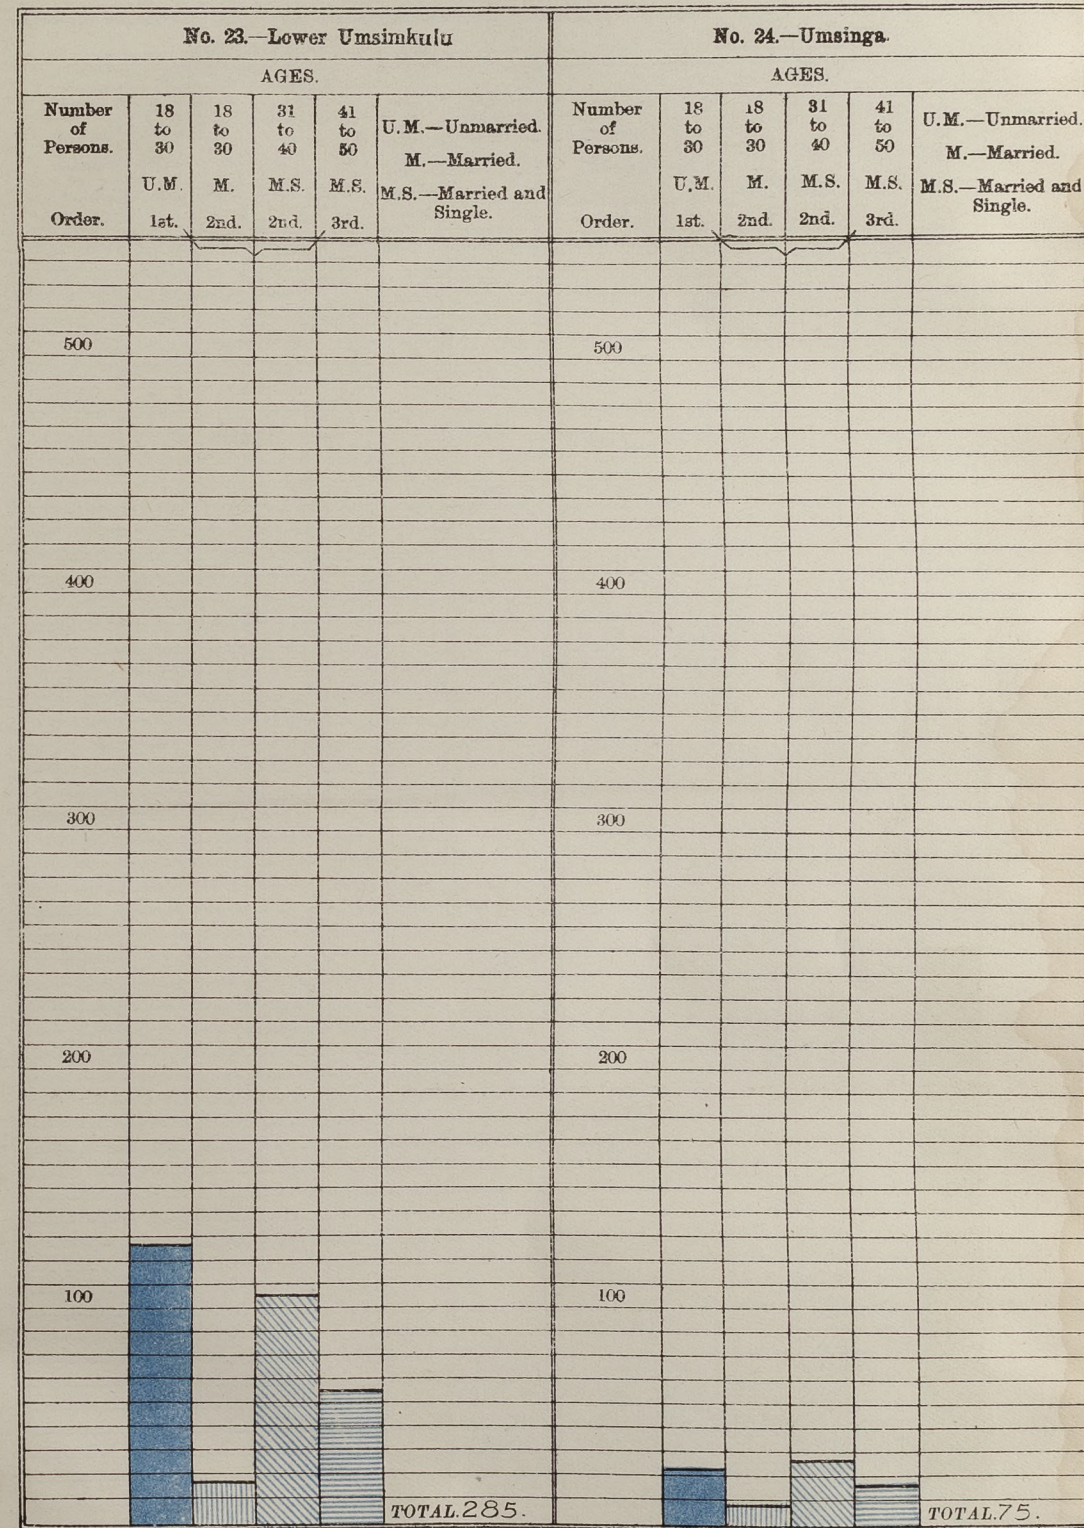 No. 23.—Lower Umsimkulu
AGES.
Number of Persons.
18 to 30
18 to 30
31 to 40
41 to 50
U.M.—Unmarried.
M.—Married.
M.S.—Married and Single.
U.M.
M.
M.S.
M.S.
Order.
1st.
2nd.
2nd.
3rd.
500
400
300
200
100
TOTAL.285.
No. 24.—Umsinga.
AGES.
Number of Persons.
18 to 30
18 to 30
31 to 40
41 to 50
U.M.—Unmarried.
M.—Married.
M.S.—Married and Single.
U.M.
M.
M.S.
M.S.
Order.
1st.
2nd.
2nd.
3rd.
500
400
300
200
100
TOTAL.75.